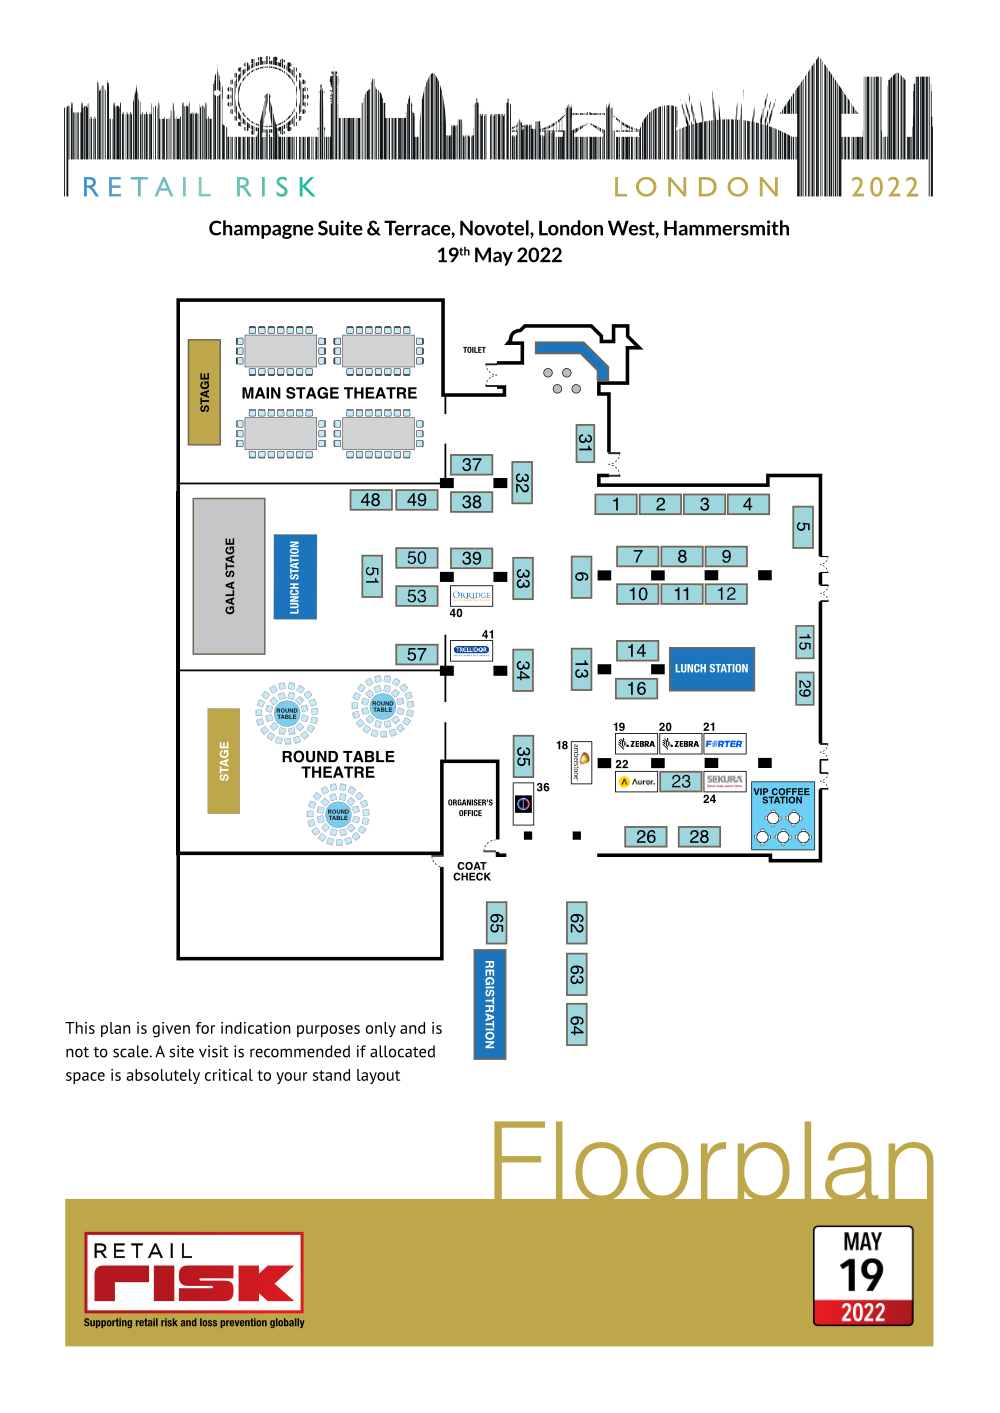 RETAIL RISK LONDON 2022
Champagne Suite & Terrace, Novotel, London West, Hammersmith
19th May 2022
TOILET
STAGE
MAIN STAGE THEATRE
31
37
32
48
49
38
1
2
3
4
5
GALA STAGE
LUNCH STATION
51
50
39
33
6
7
8
9
53
ORRIDGE
40
10
11
12
41
TRELLIDOR
57
34
13
14
LUNCH STATION
15
16
29
ROUND
TABLE
ROUND
TABLE
STAGE
ROUND TABLE
THEATRE
ROUND
TABLE
35
18
amberstone
19
20
21
ZEBRA
ZEBRA
FORTER
22
Auror.
23
SEKURA
24
36
ORGANISER'S
OFFICE
VIP COFFEE
STATION
26
28
COAT
CHECK
65
62
REGISTRATION
63
64
This plan is given for indication purposes only and is
not to scale. A site visit is recommended if allocated
space is absolutely critical to your stand layout
Floorplan
RETAIL
RISK
Supporting retail risk and loss prevention globally
MAY
19
2022